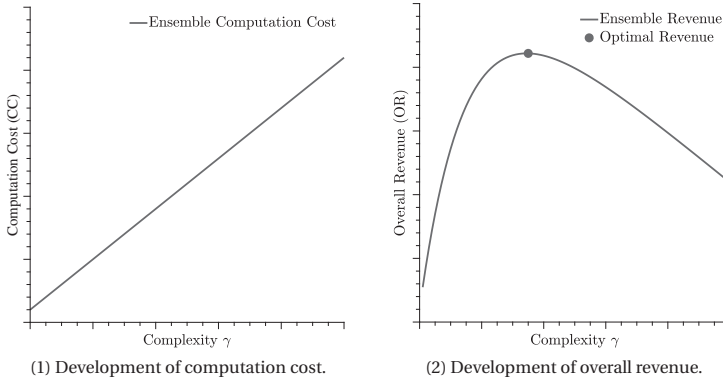 Ensemble Computation Cost
Computation Cost (CC)
Complexity γ
(1) Development of computation cost.
Ensemble Revenue
Optimal Revenue
Overall Revenue (OR)
Complexity γ
(2) Development of overall revenue.